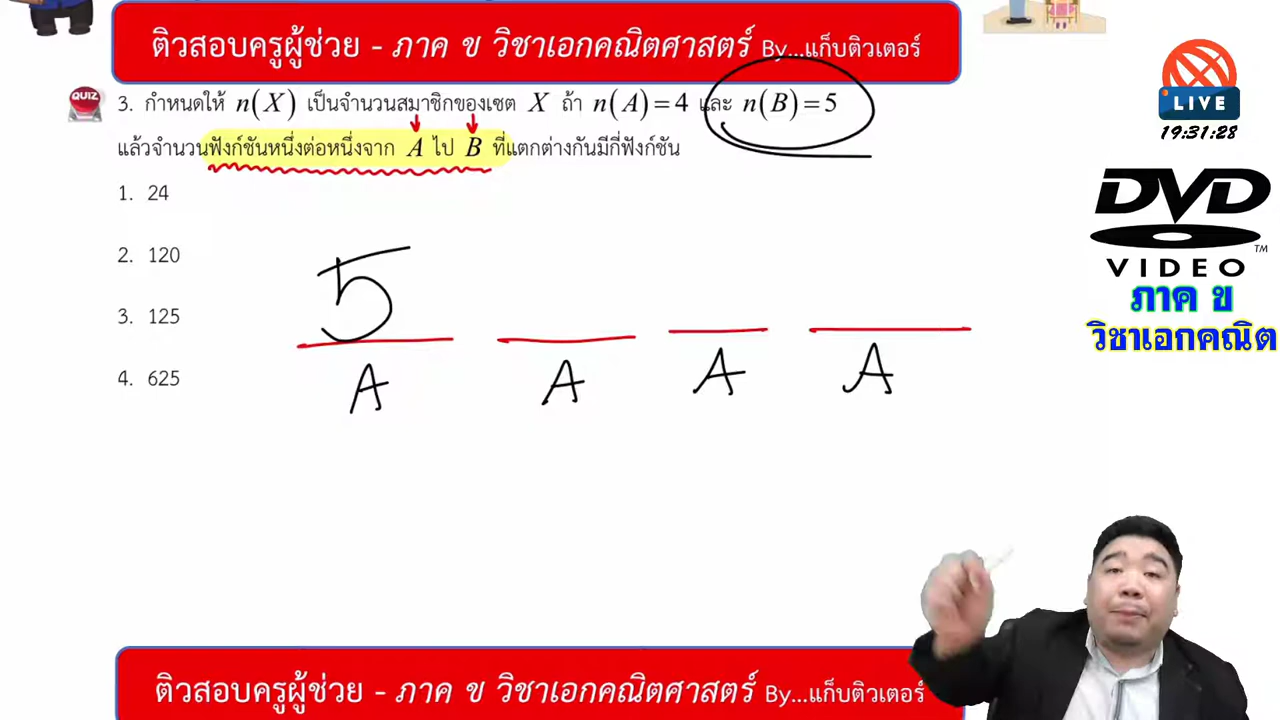 ติวสอบครูผู้ช่วย - ภาค ข วิชาเอกคณิตศาสตร์ By...แก็บติวเตอร์
QUIZ
3. กำหนดให้ n(X) เป็นจำนวนสมาชิกของเซต X ถ้า n(A) = 4 และ n(B) = 5
แล้วจำนวนฟังก์ชันหนึ่งต่อหนึ่งจาก A ไป B ที่แตกต่างกันมีกี่ฟังก์ชัน
1. 24
2. 120
3. 125
4. 625
5
A A A A
LIVE
19:31:28
DVD
TM
VIDEO
ภาค ข
วิชาเอกคณิต
ติวสอบครูผู้ช่วย - ภาค ข วิชาเอกคณิตศาสตร์ By...แก็บติวเตอร์